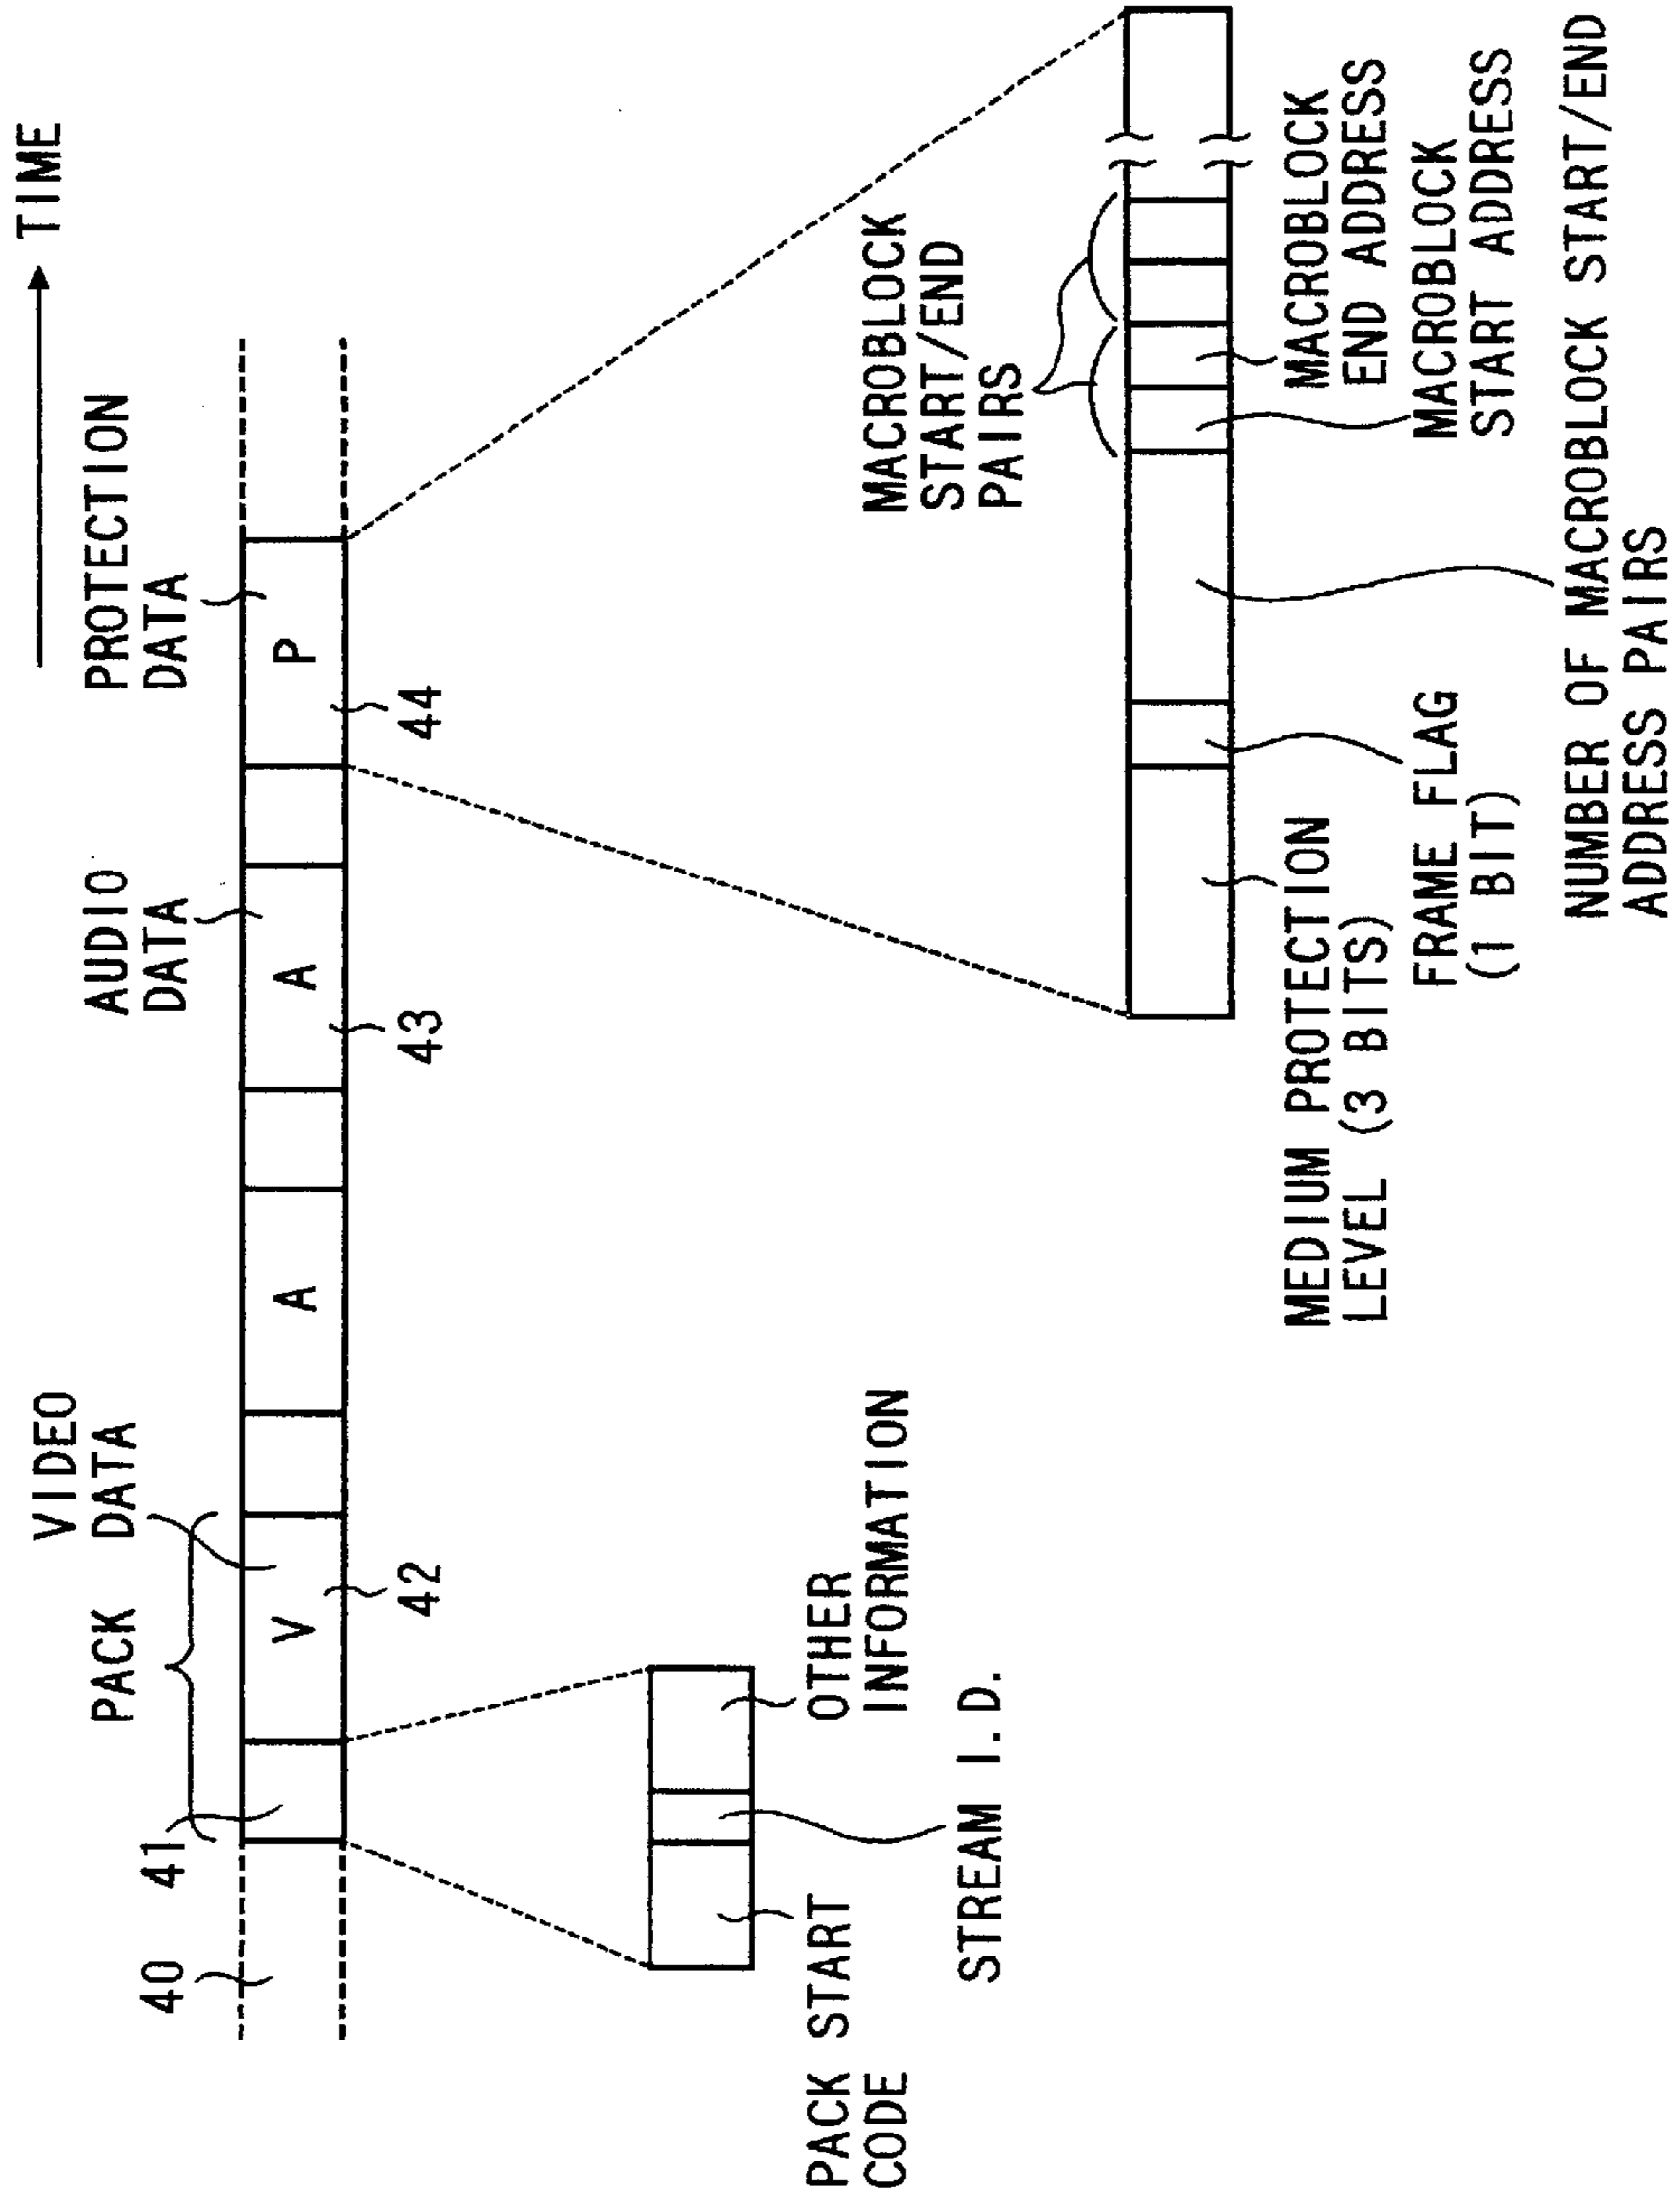 TIME
VIDEO
DATA
PACK
AUDIO
DATA
PROTECTION
DATA
40
41
V
A
A
P
42
43
44
PACK START
CODE
STREAM I.D.
OTHER
INFORMATION
MACROBLOCK
START/END
PAIRS
MEDIUM PROTECTION
LEVEL (3 BITS)
FRAME FLAG
(1 BIT)
MACROBLOCK
END ADDRESS
MACROBLOCK
START ADDRESS
NUMBER OF MACROBLOCK START/END
ADDRESS PAIRS